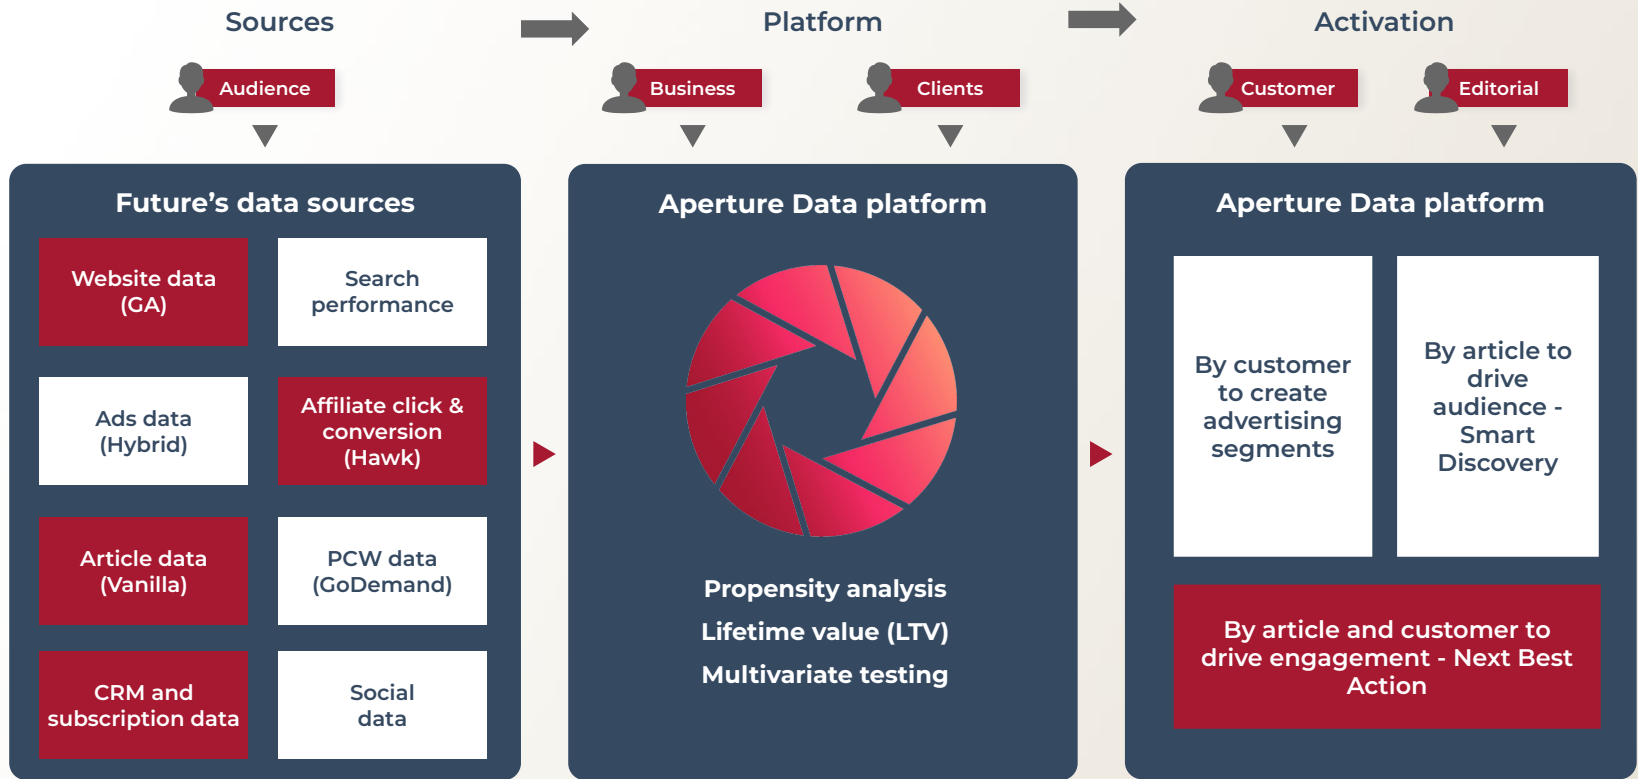 Sources
Platform
Activation
Audience
Business
Clients
Customer
Editorial
Future’s data sources
Website data
(GA)
Search
performance
Ads data
(Hybrid)
Affiliate click &
conversion
(Hawk)
Article data
(Vanilla)
PCW data
(GoDemand)
CRM and
subscription data
Social
data
Aperture Data platform
Propensity analysis
Lifetime value (LTV)
Multivariate testing
Aperture Data platform
By customer
to create
advertising
segments
By article to
drive
audience -
Smart
Discovery
By article and customer to
drive engagement - Next Best
Action